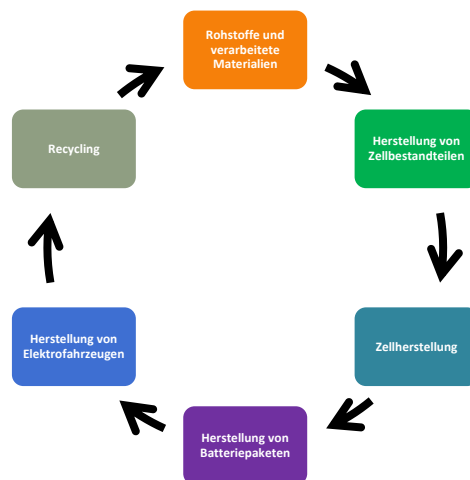 Rohstoffe und
verarbeitete
Materialien
Herstellung von
Zellbestandteilen
Zellherstellung
Herstellung von
Batteriepaketen
Herstellung von
Elektrofahrzeugen
Recycling